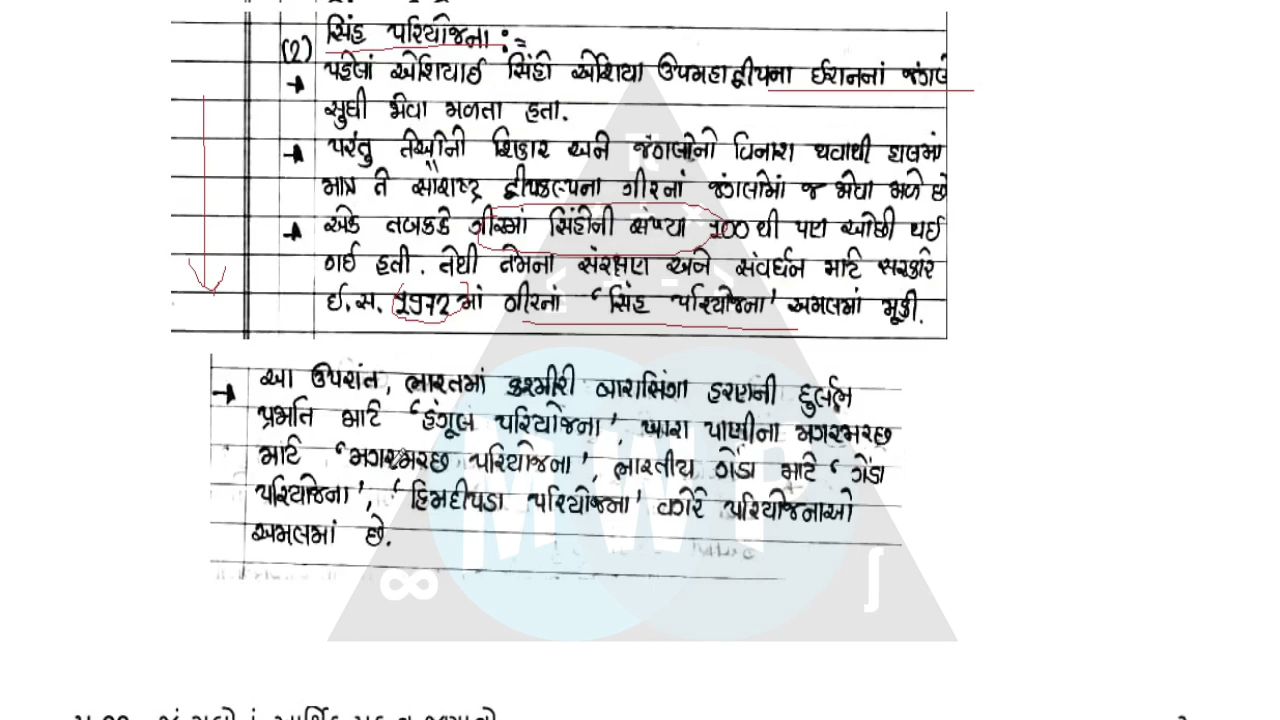 (2) સિંહ પરિયોજના :=
→ પહેલાં એશિયાઈ સિંહો એશિયા ઉપમહાદ્વીપના ઈરાનનાં જંગલ
સુધી જોવા મળતા હતા.
→ પરંતુ તેઓની શિકાર અને જંગલોનો વિનાશ થવાથી હાલમાં
માત્ર તે સૌરાષ્ટ્ર દ્વીપકલ્પના ગીરનાં જંગલોમાં જ જોવા મળે છે
→ એક તબક્કે ગીરમાં સિંહોની સંખ્યા 100 થી પણ ઓછી થઈ
ગઈ હતી. તેથી તેમના સંરક્ષણ અને સંવર્ધન માટે સરકારે
ઈ.સ. ૧૯૭૨માં ગીરનાં 'સિંહ પરિયોજના' અમલમાં મૂકી.
→ આ ઉપરાંત, ભારતમાં કશ્મીરી બારાસિંગા હરણની દુર્લભ
પ્રજાતિ માટે 'હંગૂલ પરિયોજના', ખારા પાણીના મગરમચ્છ
માટે 'મગરમચ્છ પરિયોજના', ભારતીય ગેંડા માટે 'ગેંડા
પરિયોજના', 'હિમદીપડા પરિયોજના' વગેરે પરિયોજનાઓ
અમલમાં છે.
MWP
∞ ∫